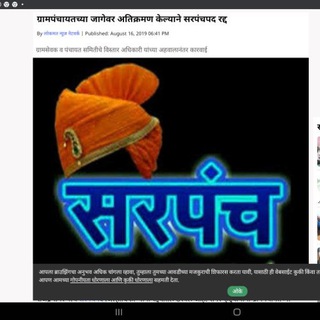 ग्रामपंचायतच्या जागेवर अतिक्रमण केल्याने सरपंचपद रद्द
By लोकमत न्यूज नेटवर्क | Published: August 16, 2019 06:41 PM
ग्रामसेवक व पंचायत समितीचे विस्तार अधिकारी यांच्या अहवालानंतर कारवाई
सरपंच
आपला ब्राउझिंगचा अनुभव अधिक चांगला व्हावा, तुम्हाला तुमच्या आवडीच्या मजकुराची शिफारस करता यावी, यासाठी ही वेबसाईट कुकी किंवा
आपण आमच्या गोपनीयता धोरणाला आणि कुकी धोरणाला सहमती देता.
ओके